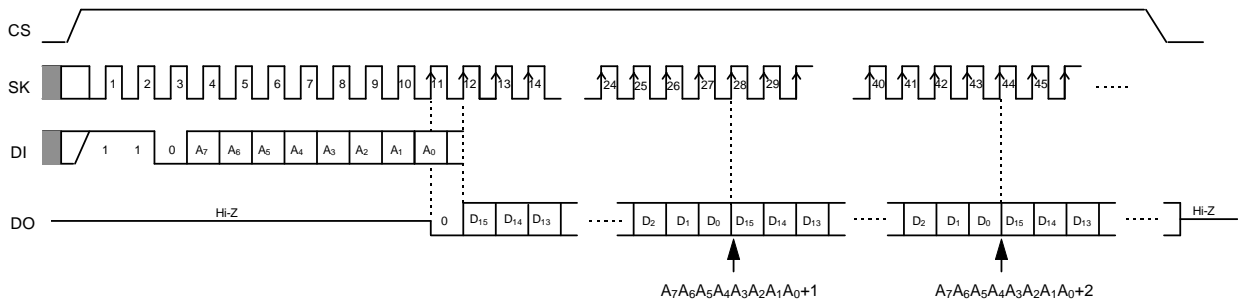 CS
SK 1 2 3 4 5 6 7 8 9 10 11 12 13 14 24 25 26 27 28 29 40 41 42 43 44 45
DI 1 1 0 A₇ A₆ A₅ A₄ A₃ A₂ A₁ A₀
Hi-Z Hi-Z
DO 0 D₁₅ D₁₄ D₁₃ D₂ D₁ D₀ D₁₅ D₁₄ D₁₃ D₂ D₁ D₀ D₁₅ D₁₄ D₁₃
A₇A₆A₅A₄A₃A₂A₁A₀+1 A₇A₆A₅A₄A₃A₂A₁A₀+2